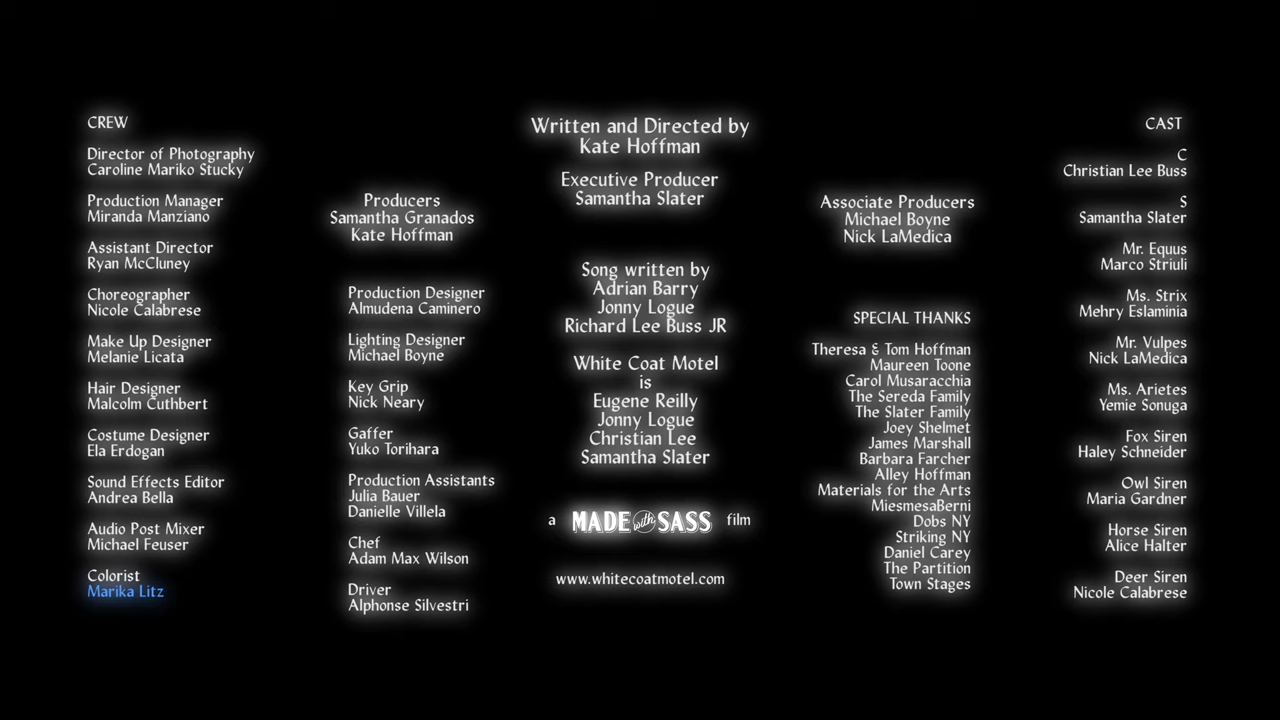 CREW
Director of Photography
Caroline Mariko Stucky
Production Manager
Miranda Manziano
Assistant Director
Ryan McCluney
Choreographer
Nicole Calabrese
Make Up Designer
Melanie Licata
Hair Designer
Malcolm Cuthbert
Costume Designer
Ela Erdogan
Sound Effects Editor
Andrea Bella
Audio Post Mixer
Michael Feuser
Colorist
Marika Litz
Producers
Samantha Granados
Kate Hoffman
Production Designer
Almudena Caminero
Lighting Designer
Michael Boyne
Key Grip
Nick Neary
Gaffer
Yuko Torihara
Production Assistants
Julia Bauer
Danielle Villela
Chef
Adam Max Wilson
Driver
Alphonse Silvestri
Written and Directed by
Kate Hoffman
Executive Producer
Samantha Slater
Song written by
Adrian Barry
Jonny Logue
Richard Lee Buss JR
White Coat Motel
is
Eugene Reilly
Jonny Logue
Christian Lee
Samantha Slater
a MADE with SASS film
www.whitecoatmotel.com
Associate Producers
Michael Boyne
Nick LaMedica
SPECIAL THANKS
Theresa & Tom Hoffman
Maureen Toone
Carol Musaracchia
The Sereda Family
The Slater Family
Joey Shelmet
James Marshall
Barbara Farcher
Alley Hoffman
Materials for the Arts
MiesmesaBerni
Dobs NY
Striking NY
Daniel Carey
The Partition
Town Stages
CAST
C
Christian Lee Buss
S
Samantha Slater
Mr. Equus
Marco Striuli
Ms. Strix
Mehry Eslaminia
Mr. Vulpes
Nick LaMedica
Ms. Arietes
Yemie Sonuga
Fox Siren
Haley Schneider
Owl Siren
Maria Gardner
Horse Siren
Alice Halter
Deer Siren
Nicole Calabrese